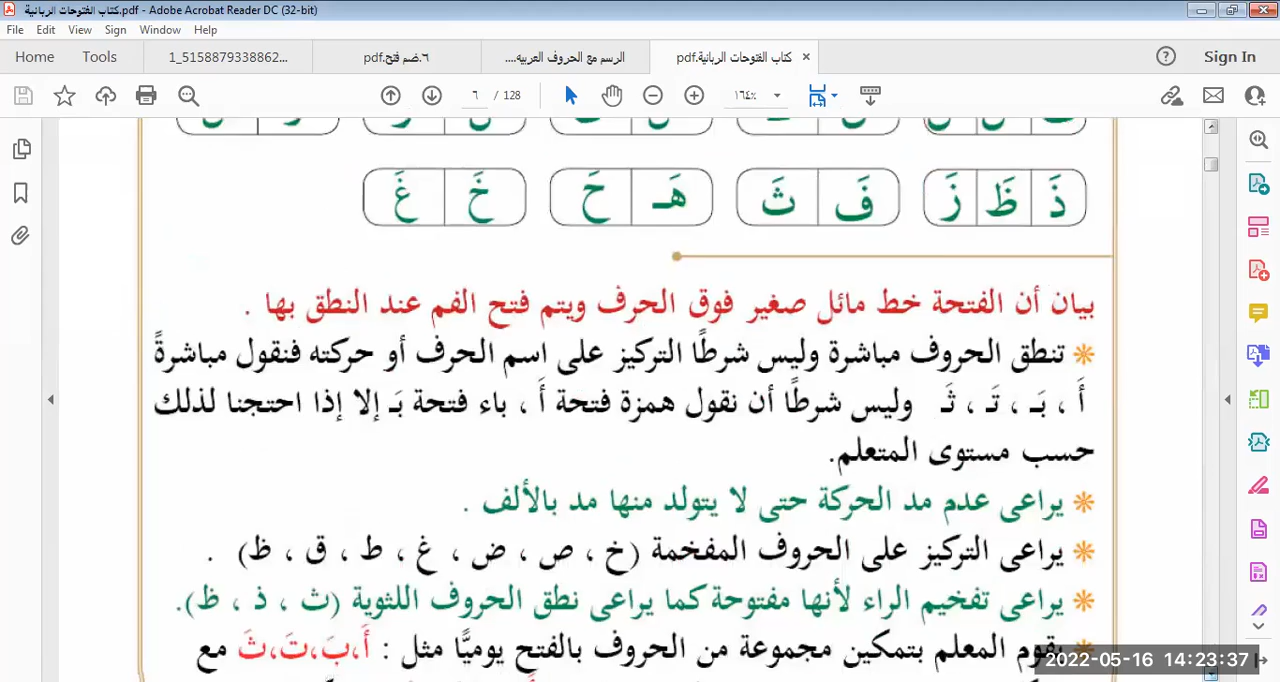 كتاب الفتوحات الربانية.pdf - Adobe Acrobat Reader DC (32-bit)
File Edit View Sign Window Help
Home Tools 1_5158879338862... ٦.ضم فتح.pdf الرسم مع الحروف العربيه.... كتاب الفتوحات الربانية.pdf × Sign In
٦ / 128 ١٦٤٪
ذَ ظَ زَ فَ ثَ هَـ حَ خَ غَ
بيان أن الفتحة خط مائل صغير فوق الحرف ويتم فتح الفم عند النطق بها .
تنطق الحروف مباشرة وليس شرطًا التركيز على اسم الحرف أو حركته فنقول مباشرةً
أَ ، بَـ ، تَـ ، ثَـ وليس شرطًا أن نقول همزة فتحة أَ ، باء فتحة بَـ إلا إذا احتجنا لذلك
حسب مستوى المتعلم.
يراعى عدم مد الحركة حتى لا يتولد منها مد بالألف .
يراعى التركيز على الحروف المفخمة (خ ، ص ، ض ، غ ، ط ، ق ، ظ) .
يراعى تفخيم الراء لأنها مفتوحة كما يراعى نطق الحروف اللثوية (ث ، ذ ، ظ).
يقوم المعلم بتمكين مجموعة من الحروف بالفتح يوميًّا مثل : أَ،بَ،تَ،ثَ مع
2022-05-16 14:23:37